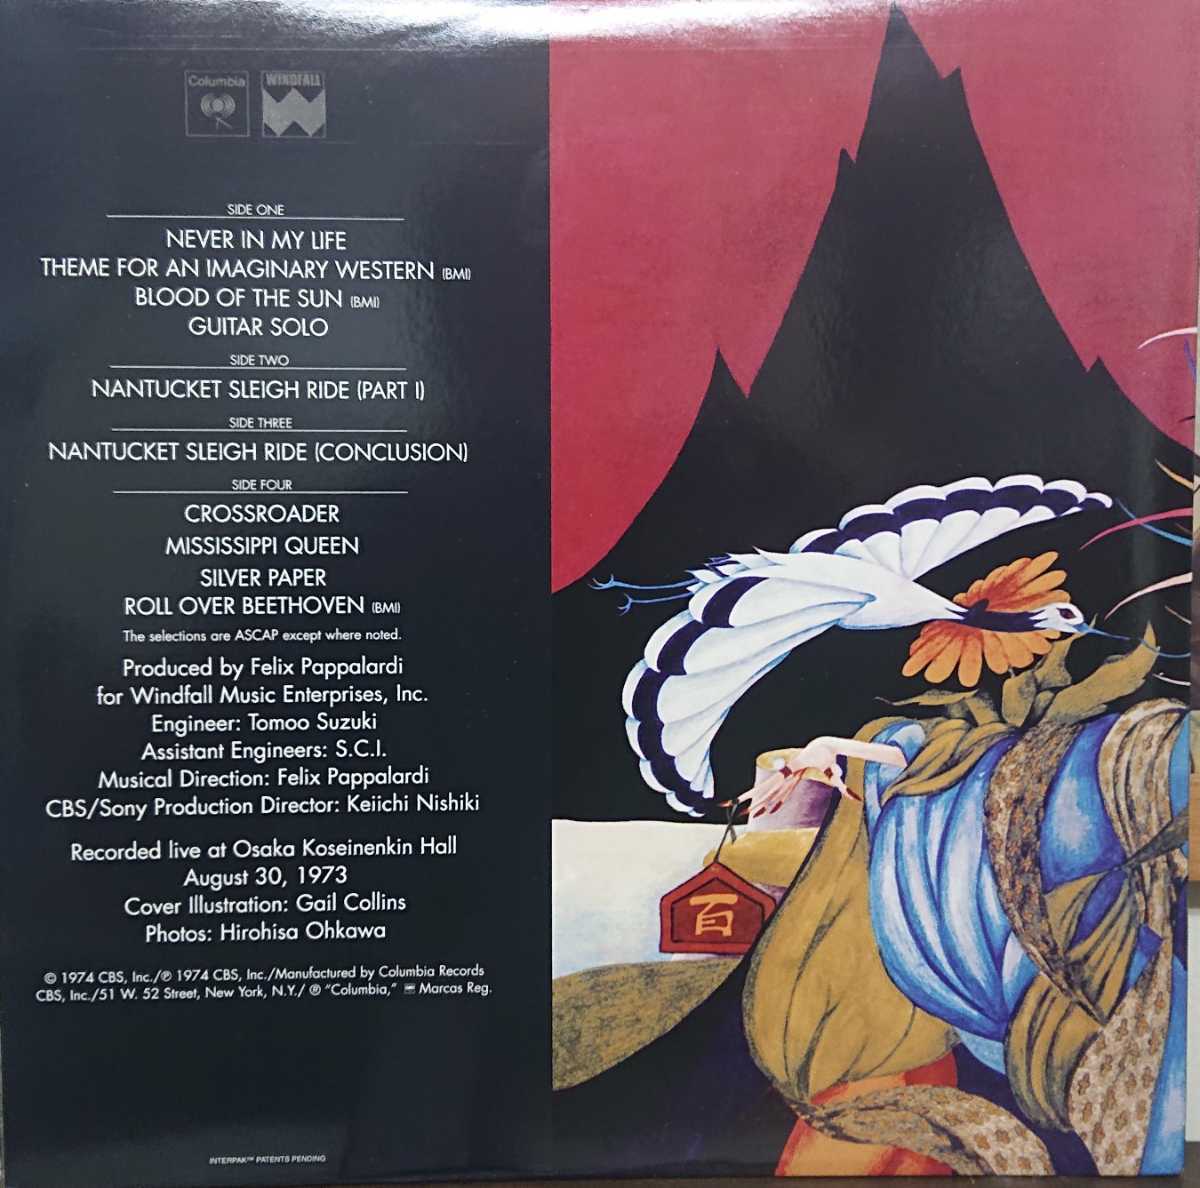 Columbia
WINDFALL
SIDE ONE
NEVER IN MY LIFE
THEME FOR AN IMAGINARY WESTERN (BMI)
BLOOD OF THE SUN (BMI)
GUITAR SOLO
SIDE TWO
NANTUCKET SLEIGH RIDE (PART I)
SIDE THREE
NANTUCKET SLEIGH RIDE (CONCLUSION)
SIDE FOUR
CROSSROADER
MISSISSIPPI QUEEN
SILVER PAPER
ROLL OVER BEETHOVEN (BMI)
The selections are ASCAP except where noted.
Produced by Felix Pappalardi
for Windfall Music Enterprises, Inc.
Engineer: Tomoo Suzuki
Assistant Engineers: S.C.I.
Musical Direction: Felix Pappalardi
CBS/Sony Production Director: Keiichi Nishiki
Recorded live at Osaka Koseinenkin Hall
August 30, 1973
Cover Illustration: Gail Collins
Photos: Hirohisa Ohkawa
© 1974 CBS, Inc./℗ 1974 CBS, Inc./Manufactured by Columbia Records
CBS, Inc./51 W. 52 Street, New York, N.Y./ ® "Columbia," Marcas Reg.
INTERPAK™ PATENTS PENDING
百